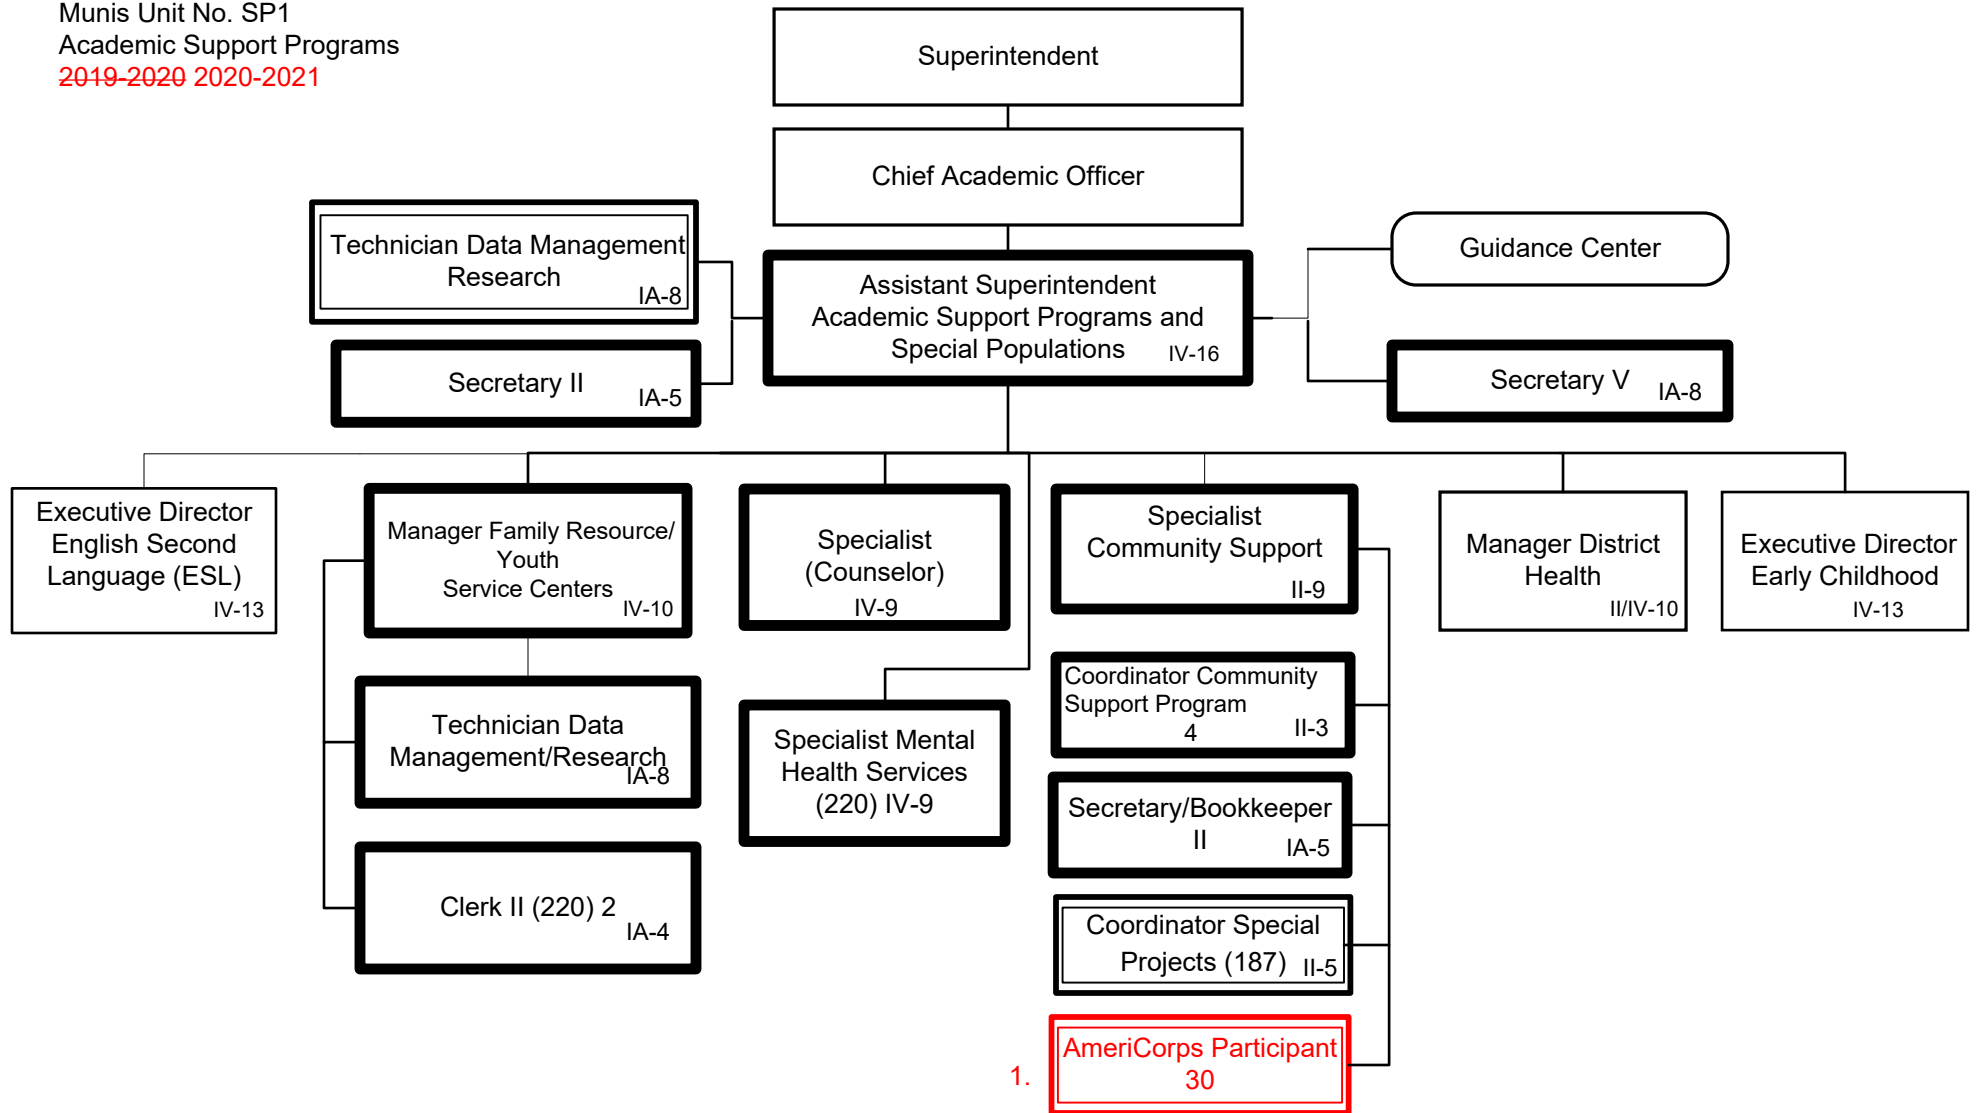 Munis Unit No. SP1
Academic Support Programs
2019-2020 2020-2021
Superintendent
Chief Academic Officer
Technician Data Management
Research
IA-8
Guidance Center
Assistant Superintendent
Academic Support Programs and
Special Populations IV-16
Secretary II
IA-5
Secretary V IA-8
Executive Director
English Second
Language (ESL)
IV-13
Manager Family Resource/
Youth
Service Centers
IV-10
Specialist
(Counselor)
IV-9
Specialist
Community Support
II-9
Manager District
Health
II/IV-10
Executive Director
Early Childhood
IV-13
Technician Data
Management/Research
IA-8
Specialist Mental
Health Services
(220) IV-9
Coordinator Community
Support Program
4 II-3
Secretary/Bookkeeper
II
IA-5
Clerk II (220) 2
IA-4
Coordinator Special
Projects (187) II-5
1.
AmeriCorps Participant
30